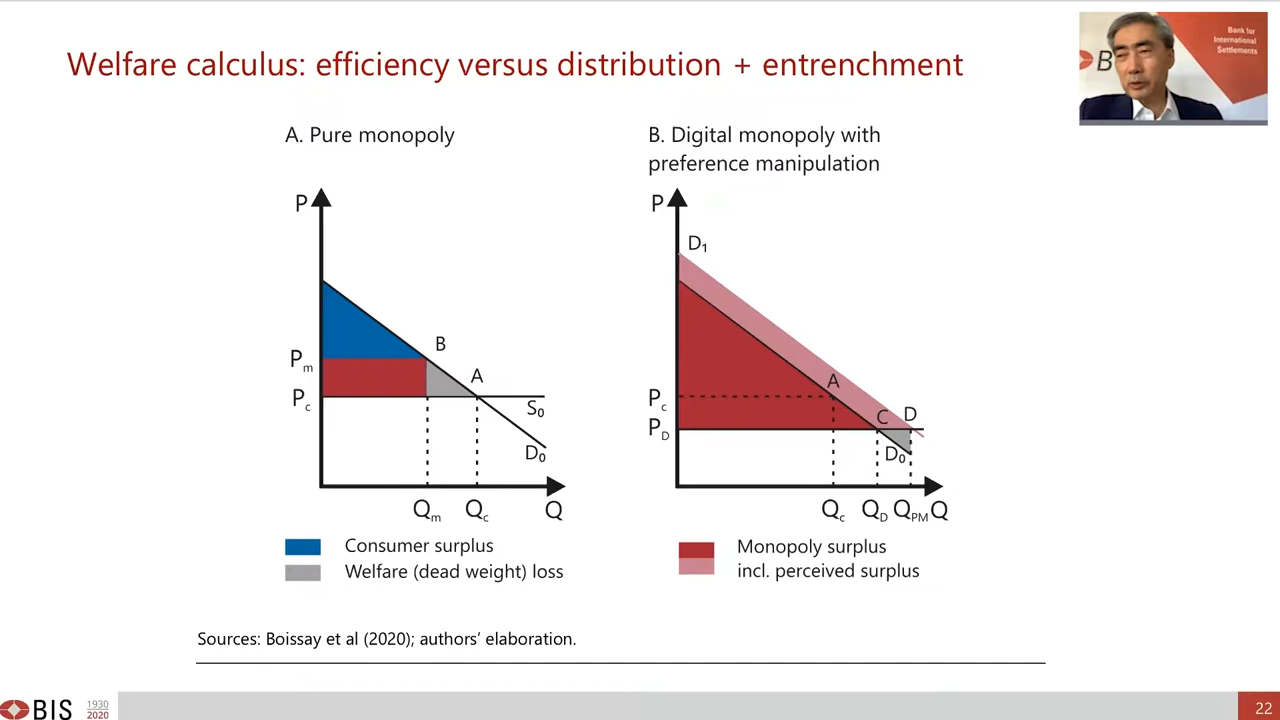 Welfare calculus: efficiency versus distribution + entrenchment
Bank for
International
Settlements
B
A. Pure monopoly
P
B
A
Pm
Pc
S₀
D₀
Qm
Qc
Q
Consumer surplus
Welfare (dead weight) loss
B. Digital monopoly with
preference manipulation
P
D₁
A
Pc
C
D
PD
D₀
Qc
QD
QPM
Q
Monopoly surplus
incl. perceived surplus
Sources: Boissay et al (2020); authors’ elaboration.
BIS
1930
2020
22